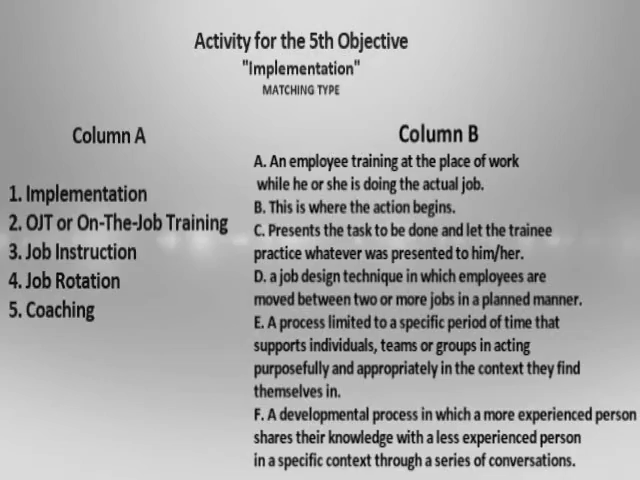 Activity for the 5th Objective
"Implementation"
MATCHING TYPE
Column A
1. Implementation
2. OJT or On-The-Job Training
3. Job Instruction
4. Job Rotation
5. Coaching
Column B
A. An employee training at the place of work
while he or she is doing the actual job.
B. This is where the action begins.
C. Presents the task to be done and let the trainee
practice whatever was presented to him/her.
D. a job design technique in which employees are
moved between two or more jobs in a planned manner.
E. A process limited to a specific period of time that
supports individuals, teams or groups in acting
purposefully and appropriately in the context they find
themselves in.
F. A developmental process in which a more experienced person
shares their knowledge with a less experienced person
in a specific context through a series of conversations.